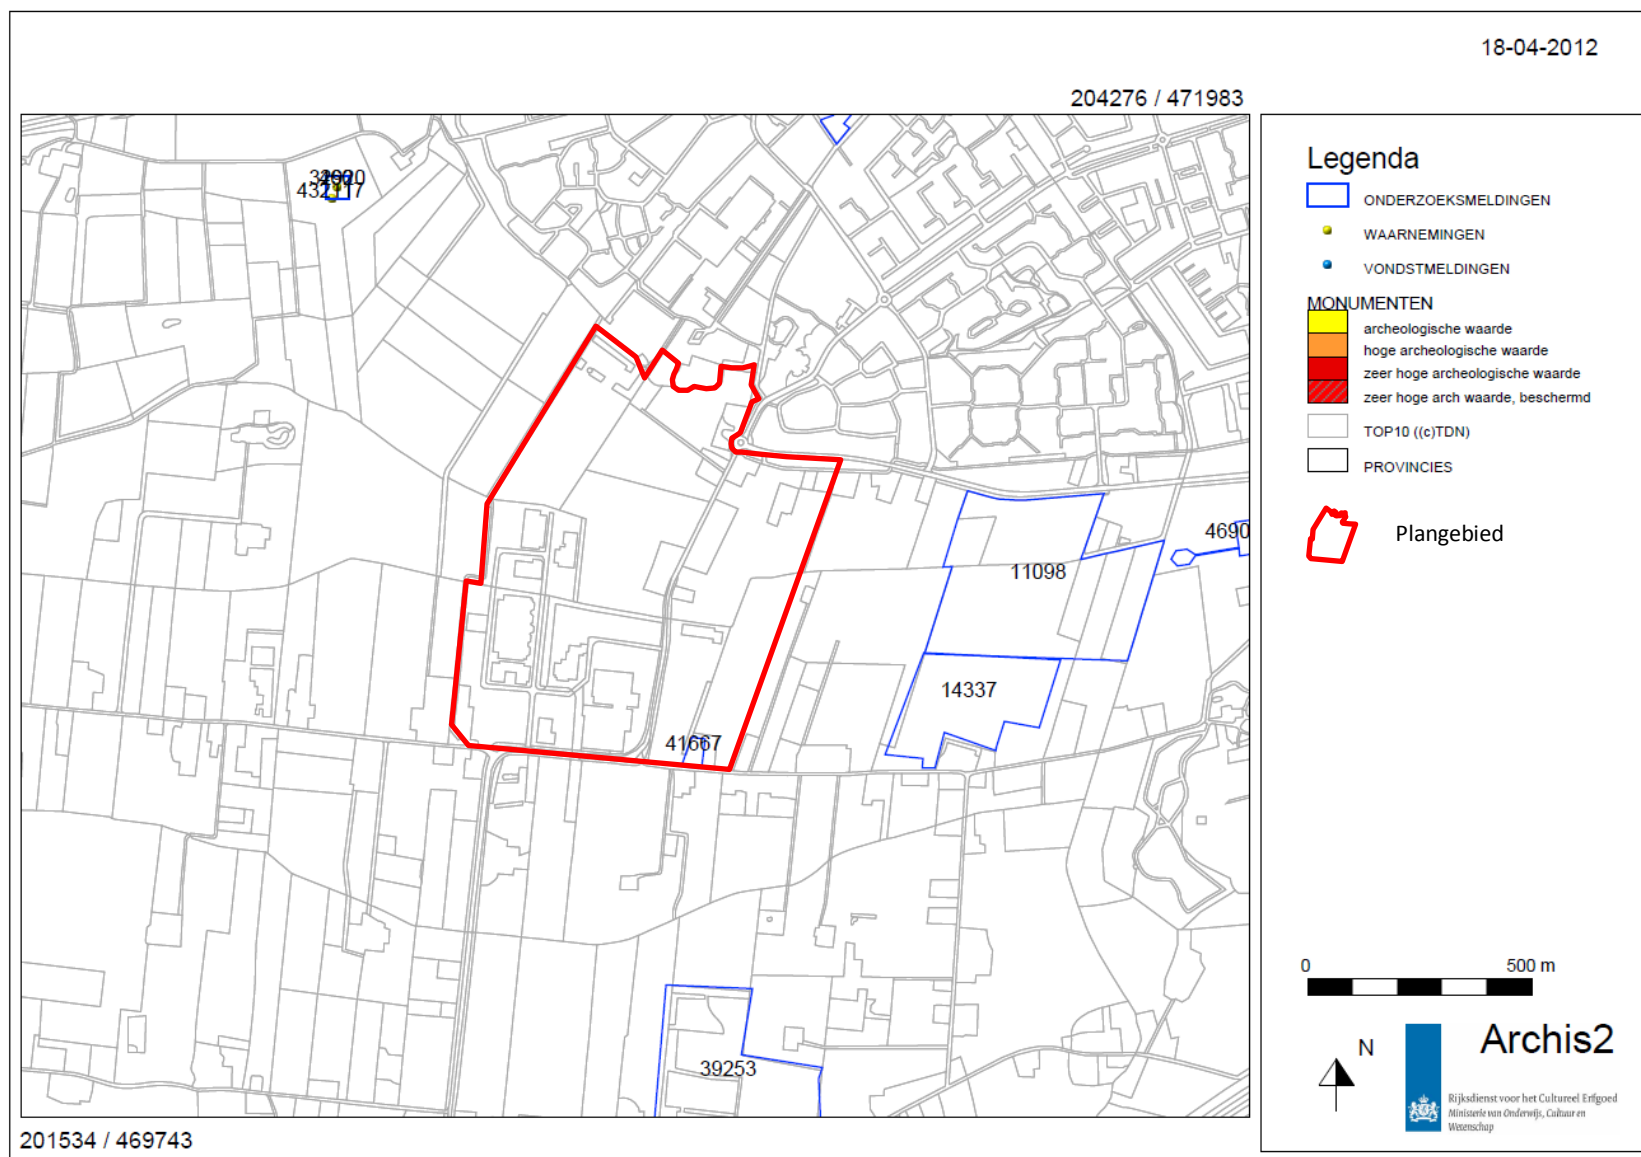 18-04-2012
204276 / 471983
Legenda
ONDERZOEKSMELDINGEN
WAARNEMINGEN
VONDSTMELDINGEN
MONUMENTEN
archeologische waarde
hoge archeologische waarde
zeer hoge archeologische waarde
zeer hoge arch waarde, beschermd
TOP10 ((c)TDN)
PROVINCIES
Plangebied
4690
11098
14337
41667
39253
0 500 m
N
Archis2
Rijksdienst voor het Cultureel Erfgoed
Ministerie van Onderwijs, Cultuur en
Wetenschap
201534 / 469743